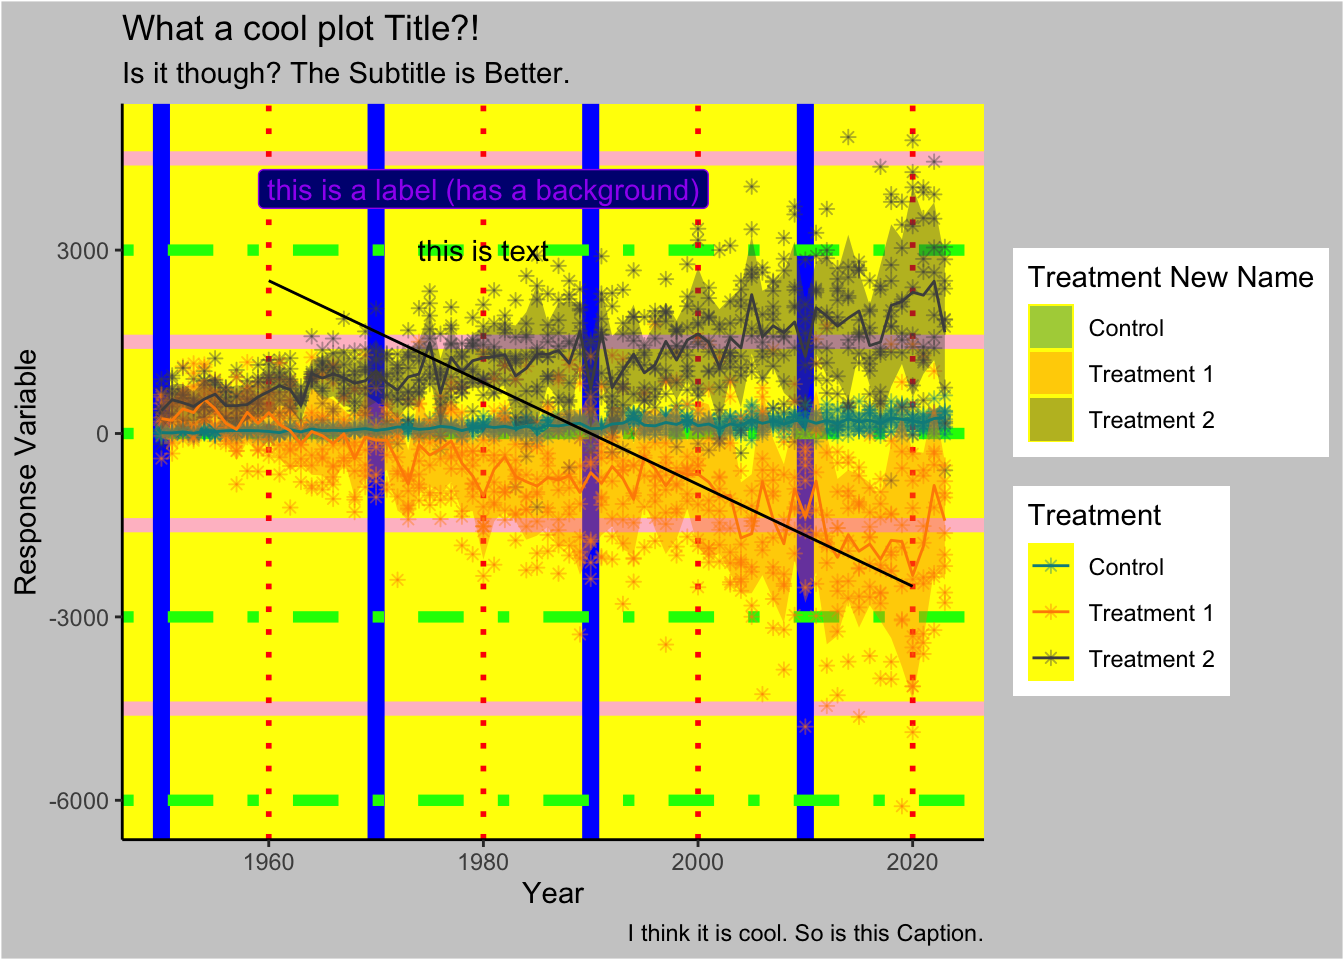 What a cool plot Title?!
Is it though? The Subtitle is Better.
this is a label (has a background)
this is text
Response Variable
3000
0
-3000
-6000
1960
1980
2000
2020
Year
I think it is cool. So is this Caption.
Treatment New Name
Control
Treatment 1
Treatment 2
Treatment
Control
Treatment 1
Treatment 2